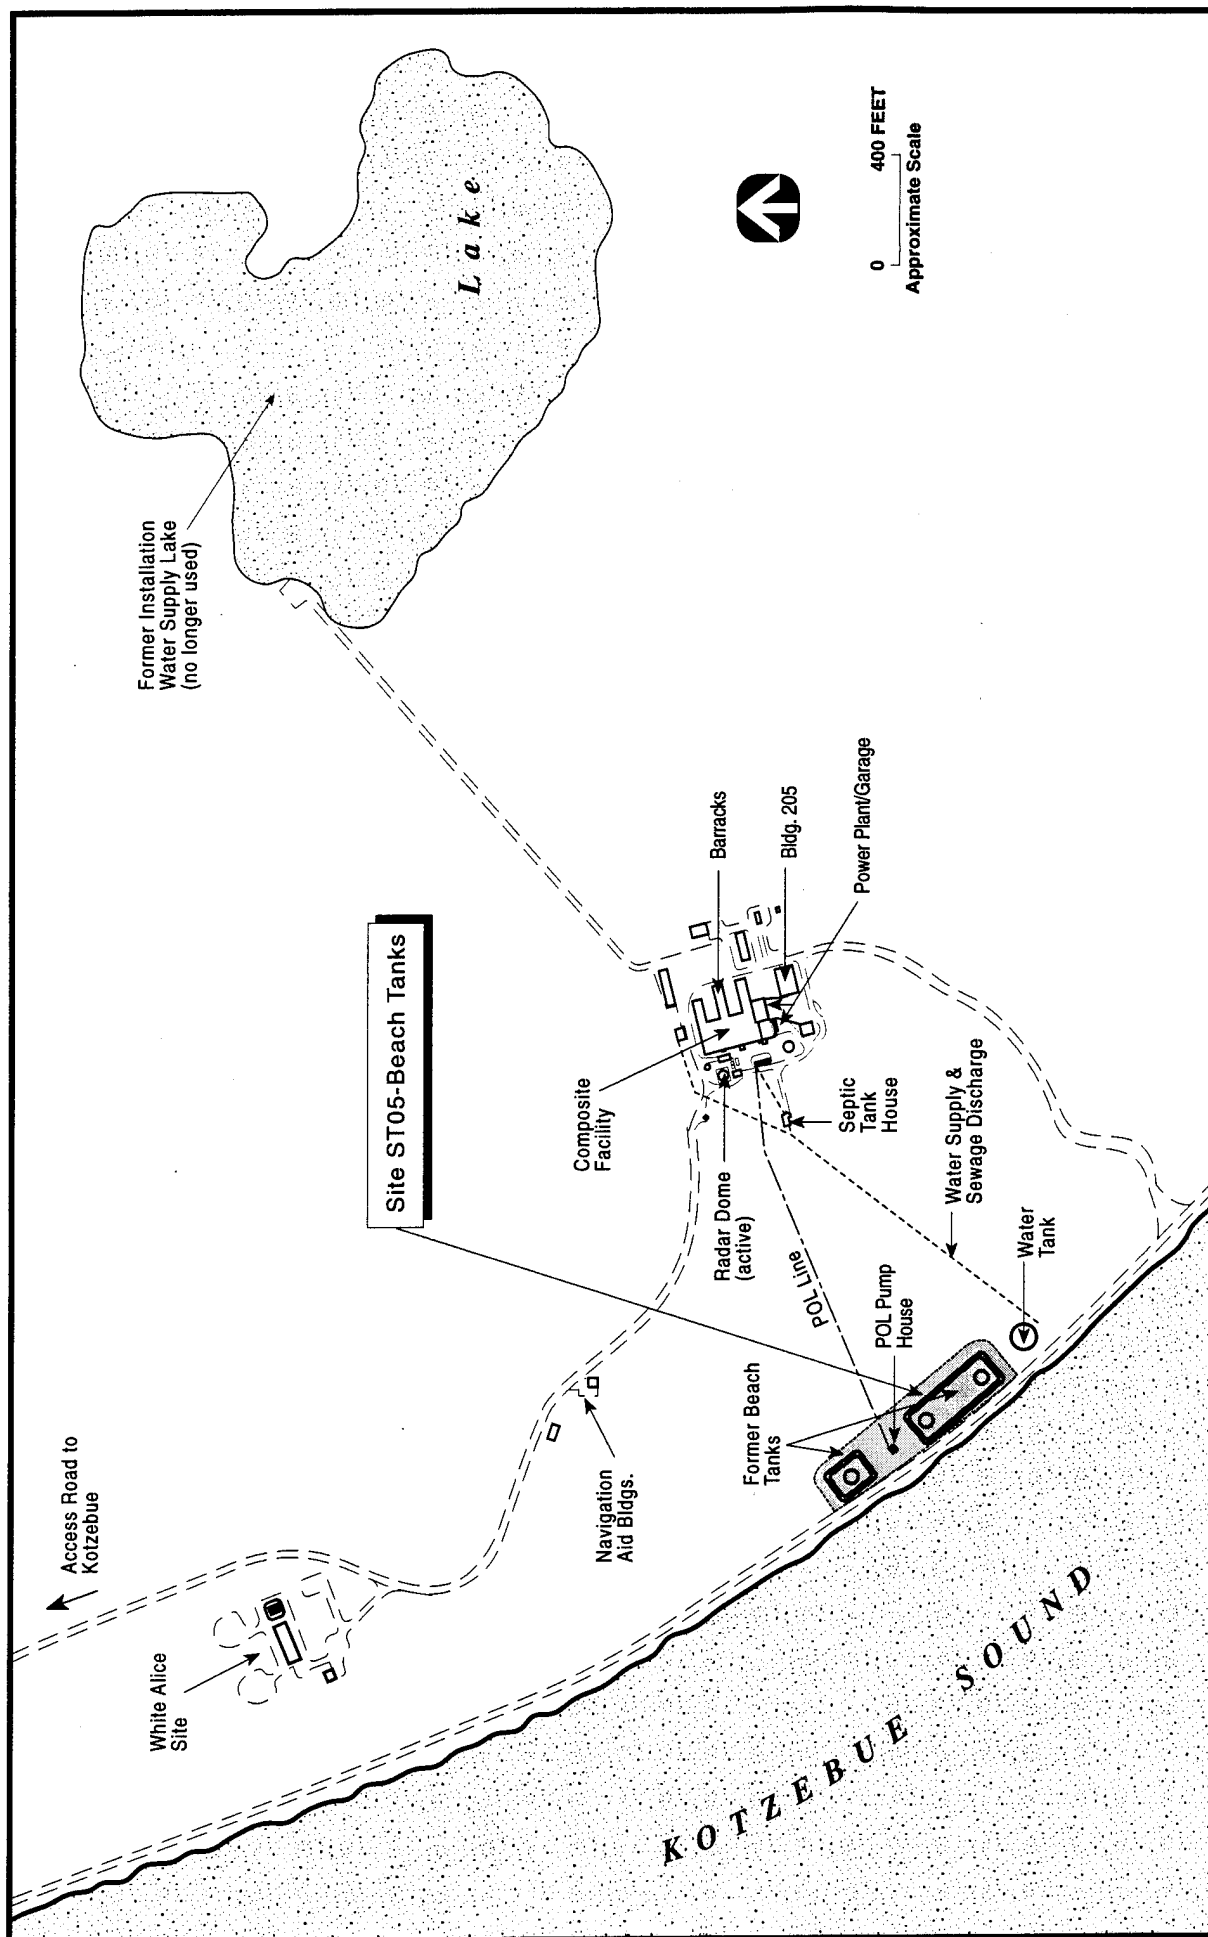 Access Road to
Kotzebue
White Alice
Site
Navigation
Aid Bldgs.
Former Installation
Water Supply Lake
(no longer used)
Lake
Site ST05-Beach Tanks
Composite
Facility
Radar Dome
(active)
Barracks
Bldg. 205
Power Plant/Garage
Septic
Tank
House
POL Line
POL Pump
House
Former Beach
Tanks
Water Supply &
Sewage Discharge
Water
Tank
KOTZEBUE SOUND
0 400 FEET
Approximate Scale